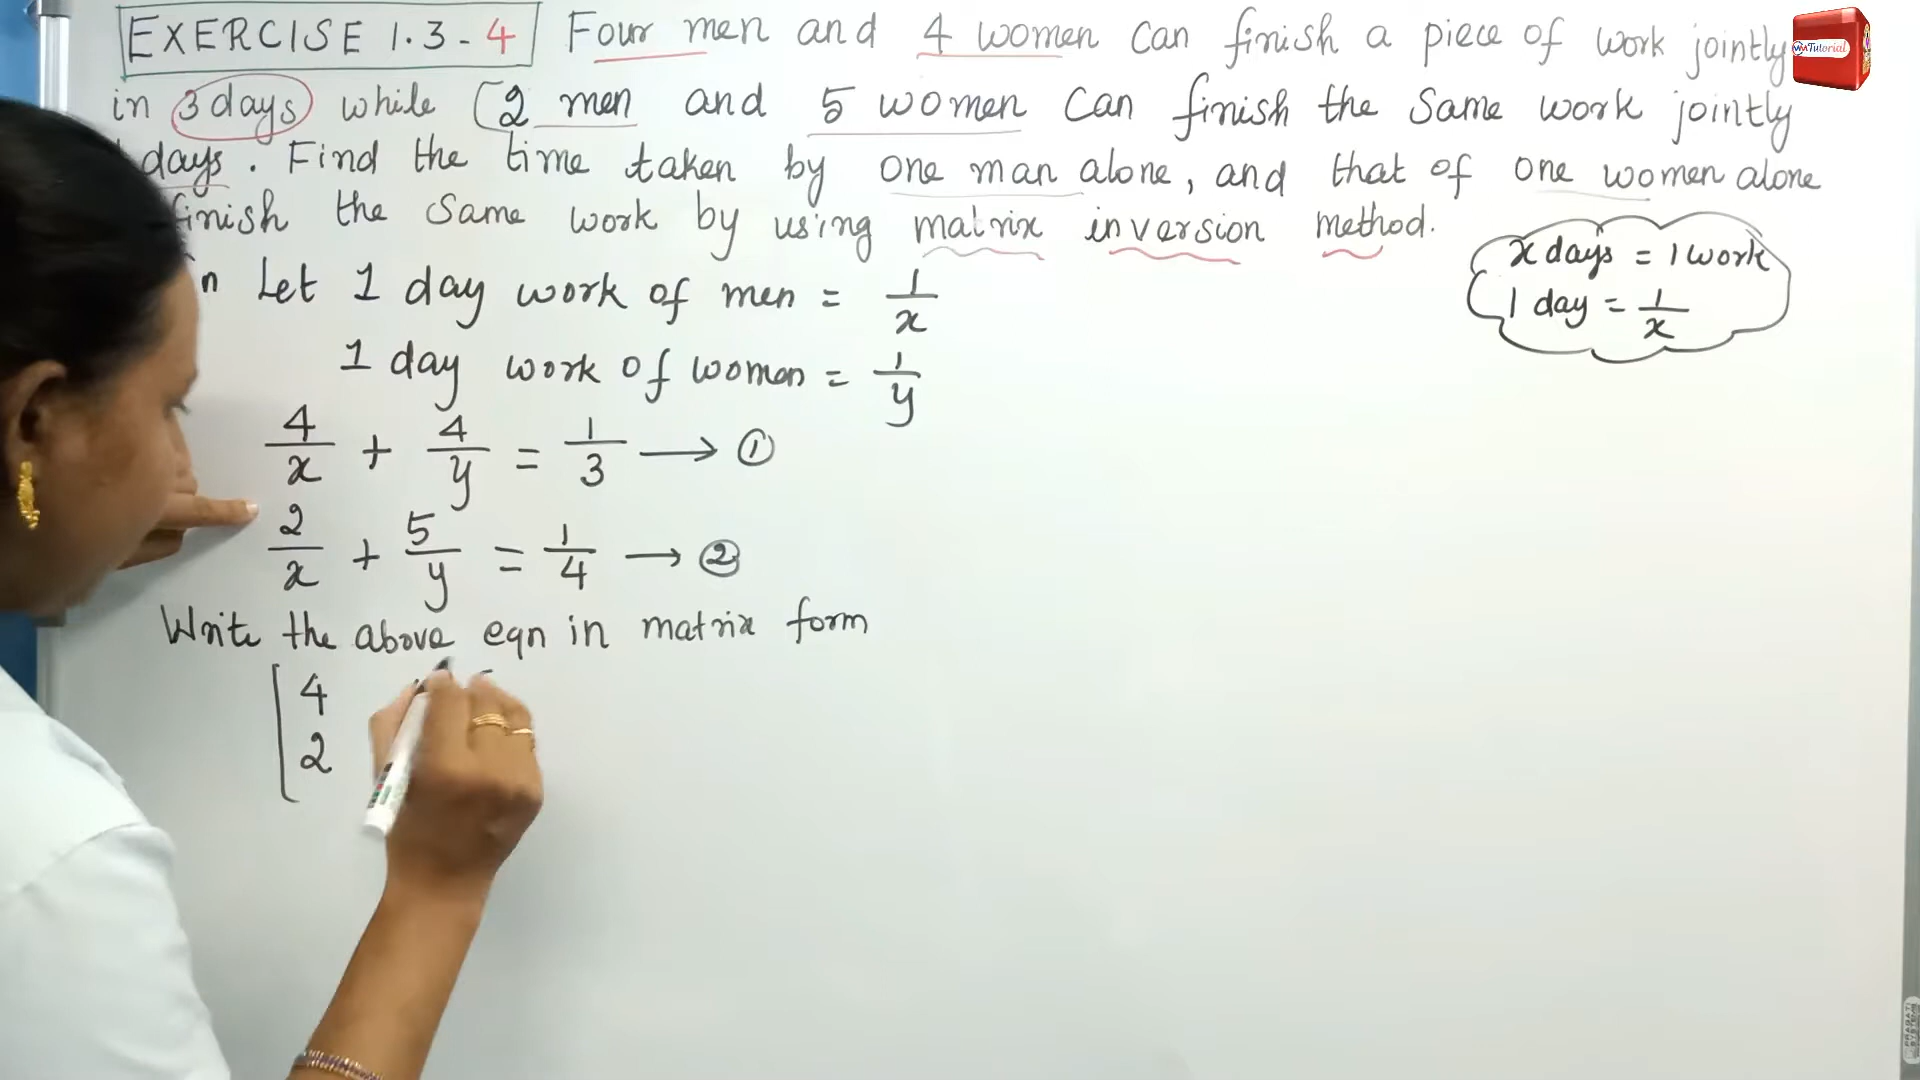 EXERCISE 1.3-4 Four men and 4 women can finish a piece of work jointly
in 3 days while (2 men and 5 women can finish the same work jointly
days. Find the time taken by one man alone, and that of one women alone
finish the same work by using matrix inversion method.
n Let 1 day work of men = 1/x
1 day work of women = 1/y
4/x + 4/y = 1/3 → ①
2/x + 5/y = 1/4 → ②
Write the above eqn in matrix form
[4
2
x days = 1 work
1 day = 1/x
WA Tutorial